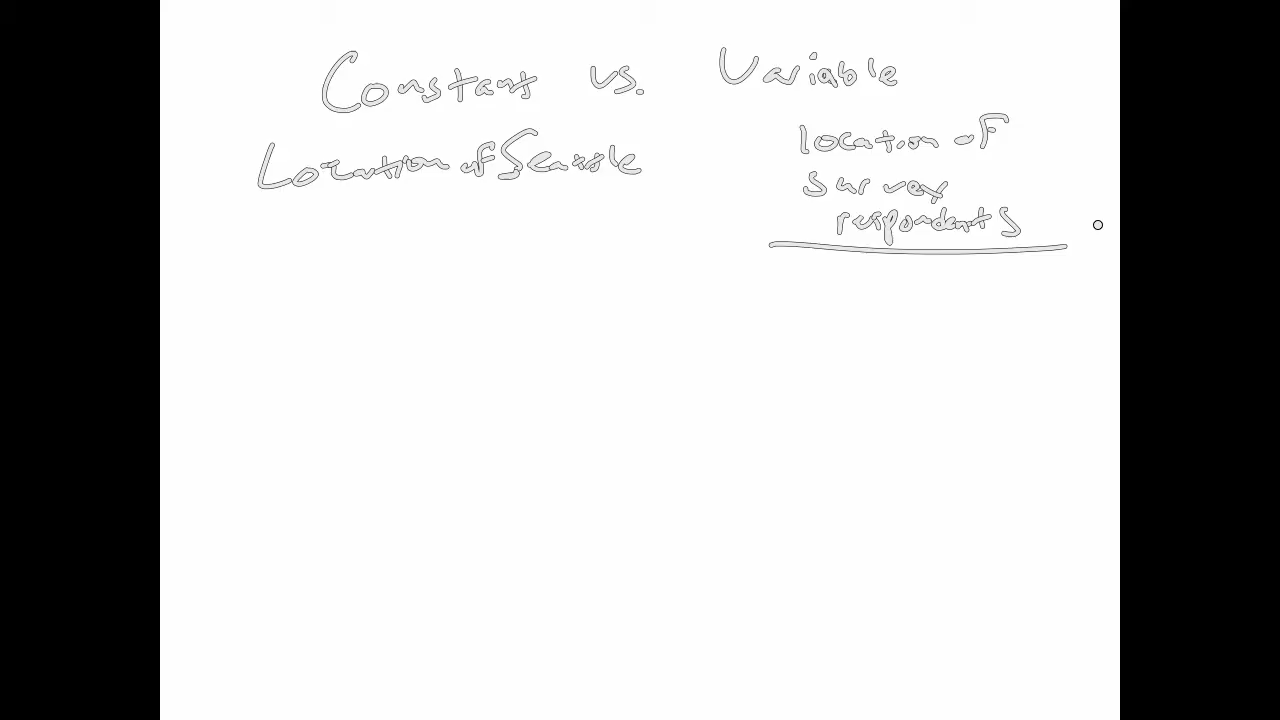 Constant vs. Variable
Location of Seattle
location of
survey
respondents